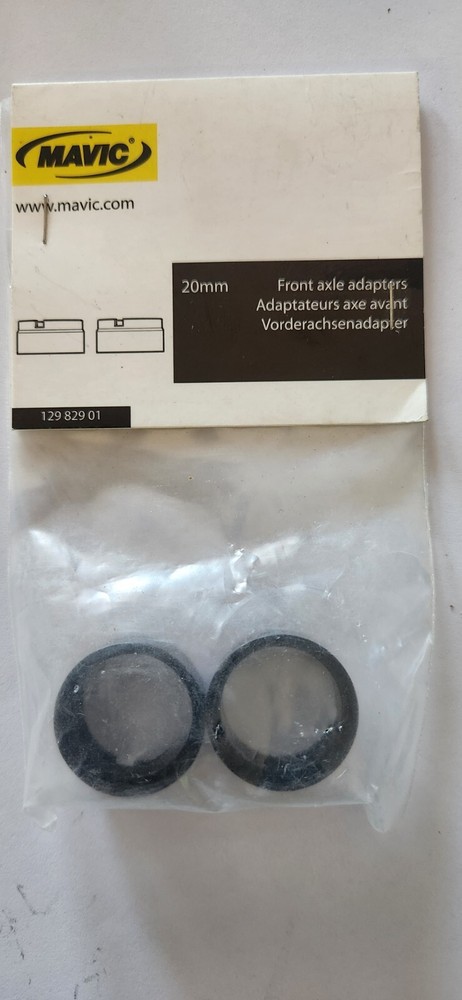 MAVIC®
www.mavic.com
20mm
Front axle adapters
Adaptateurs axe avant
Vorderachsenadapter
129 829 01